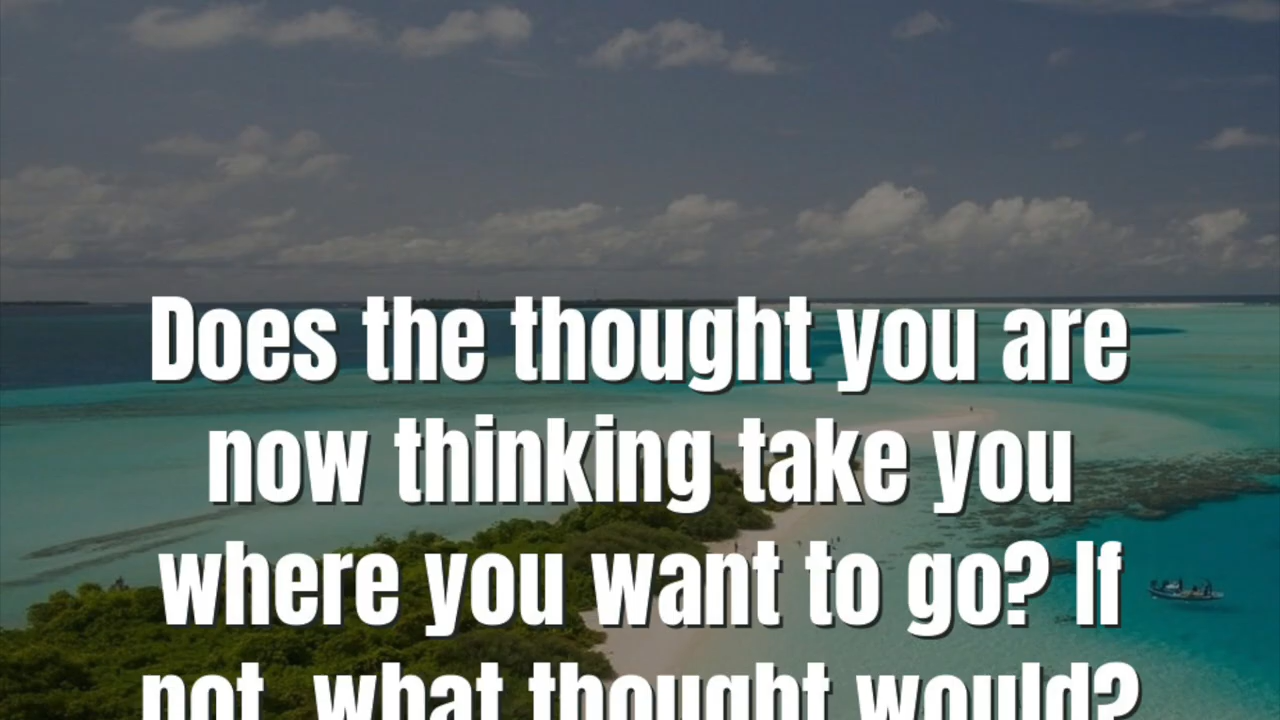 Does the thought you are
now thinking take you
where you want to go? If
not, what thought would?